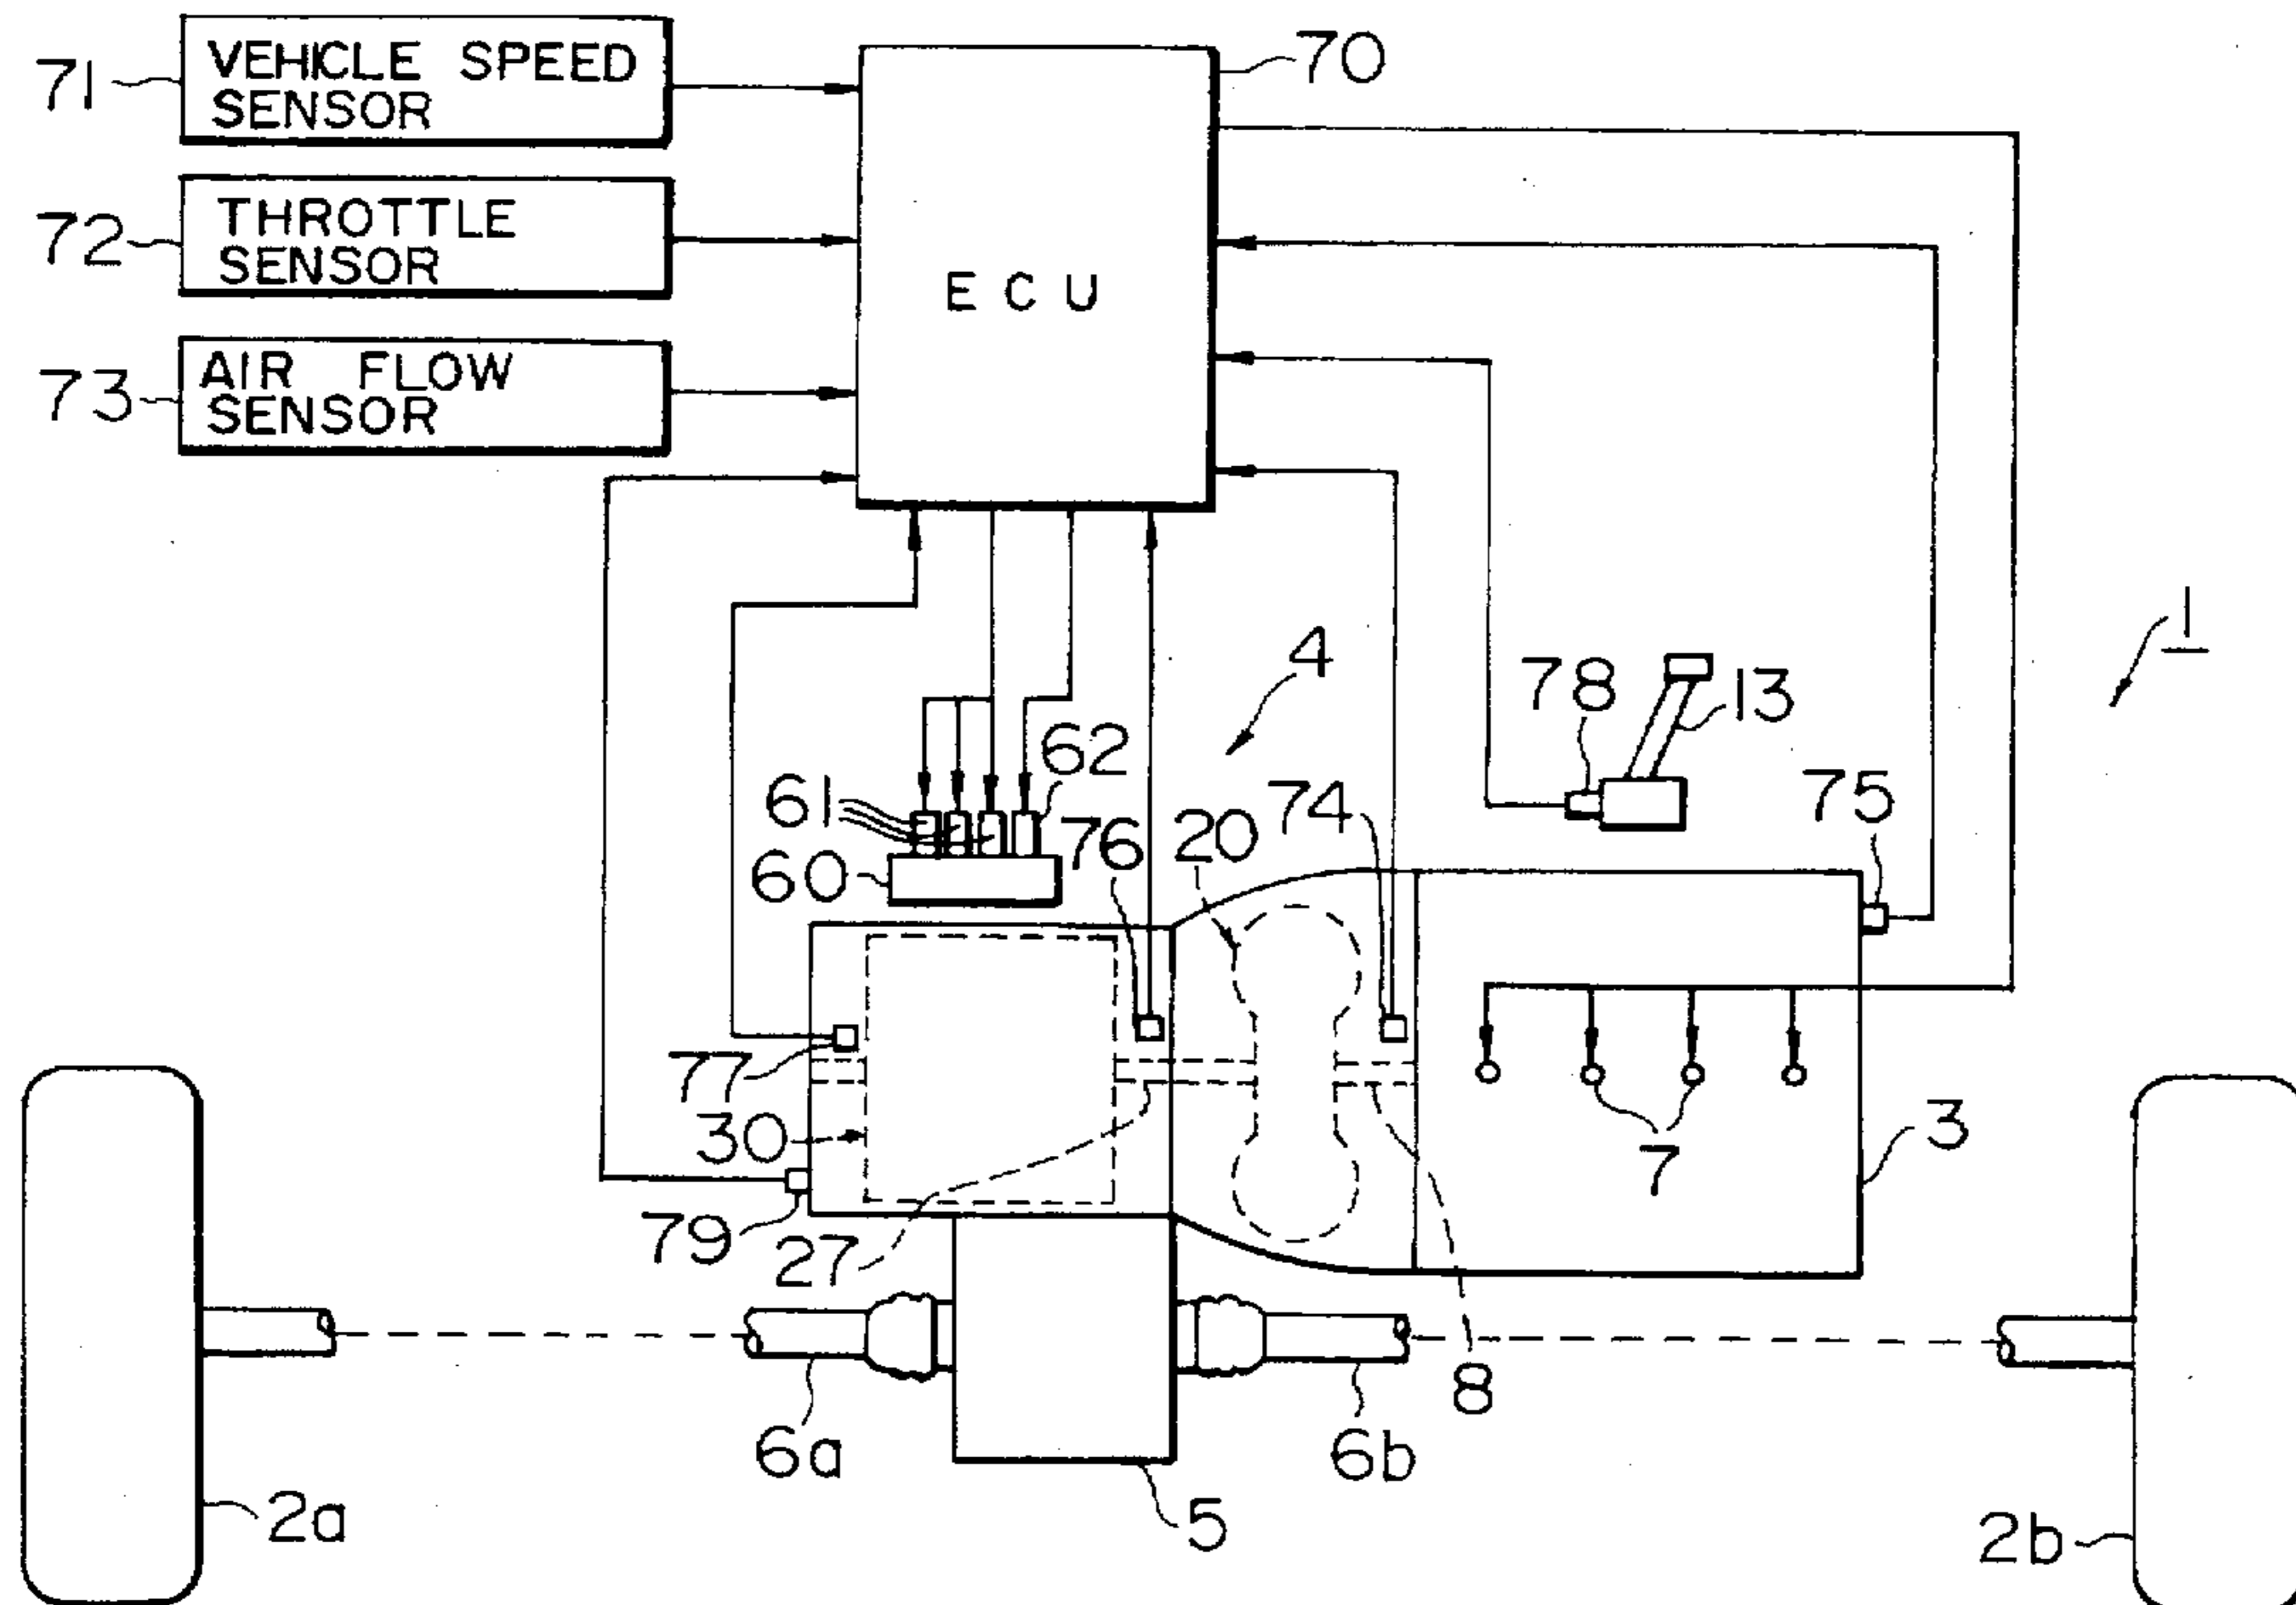 71
VEHICLE SPEED
SENSOR
70
72
THROTTLE
SENSOR
ECU
73
AIR FLOW
SENSOR
4
1
78
13
62
61
76
20
74
75
60
77
30
7
3
79
27
8
6a
6b
2a
5
2b